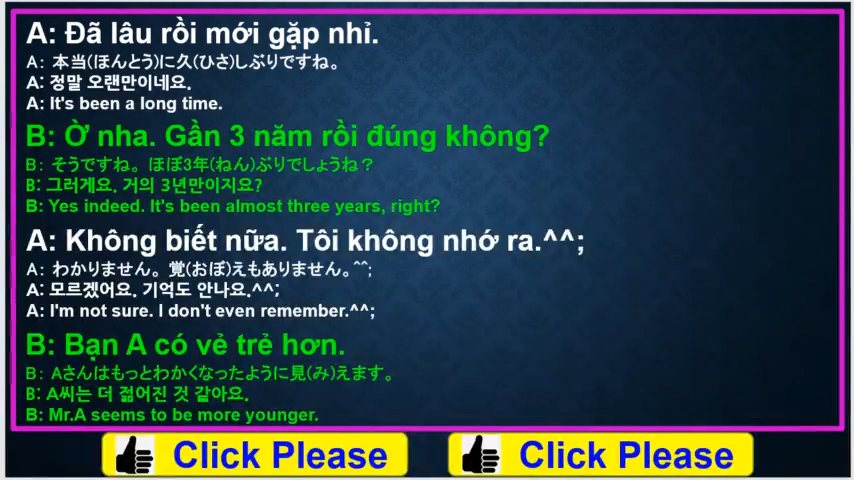 A: Đã lâu rồi mới gặp nhỉ.
A: 本当(ほんとう)に久(ひさ)しぶりですね。
A: 정말 오랜만이네요.
A: It's been a long time.
B: Ờ nha. Gần 3 năm rồi đúng không?
B: そうですね。ほぼ3年(ねん)ぶりでしょうね？
B: 그러게요. 거의 3년만이지요?
B: Yes indeed. It's been almost three years, right?
A: Không biết nữa. Tôi không nhớ ra.^^;
A: わかりません。覚(おぼ)えもありません。^^;
A: 모르겠어요. 기억도 안나요.^^;
A: I'm not sure. I don't even remember.^^;
B: Bạn A có vẻ trẻ hơn.
B: Aさんはもっとわかくなったように見(み)えます。
B: A씨는 더 젊어진 것 같아요.
B: Mr.A seems to be more younger.
Click Please
Click Please